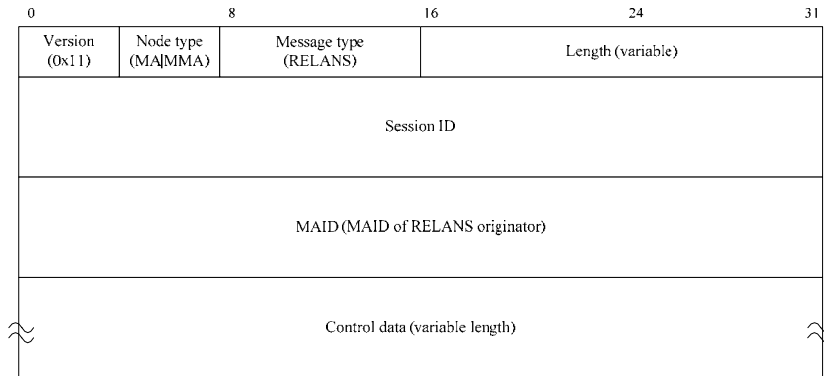 0 8 16 24 31
Version
(0x11)
Node type
(MA|MMA)
Message type
(RELANS)
Length (variable)
Session ID
MAID (MAID of RELANS originator)
Control data (variable length)